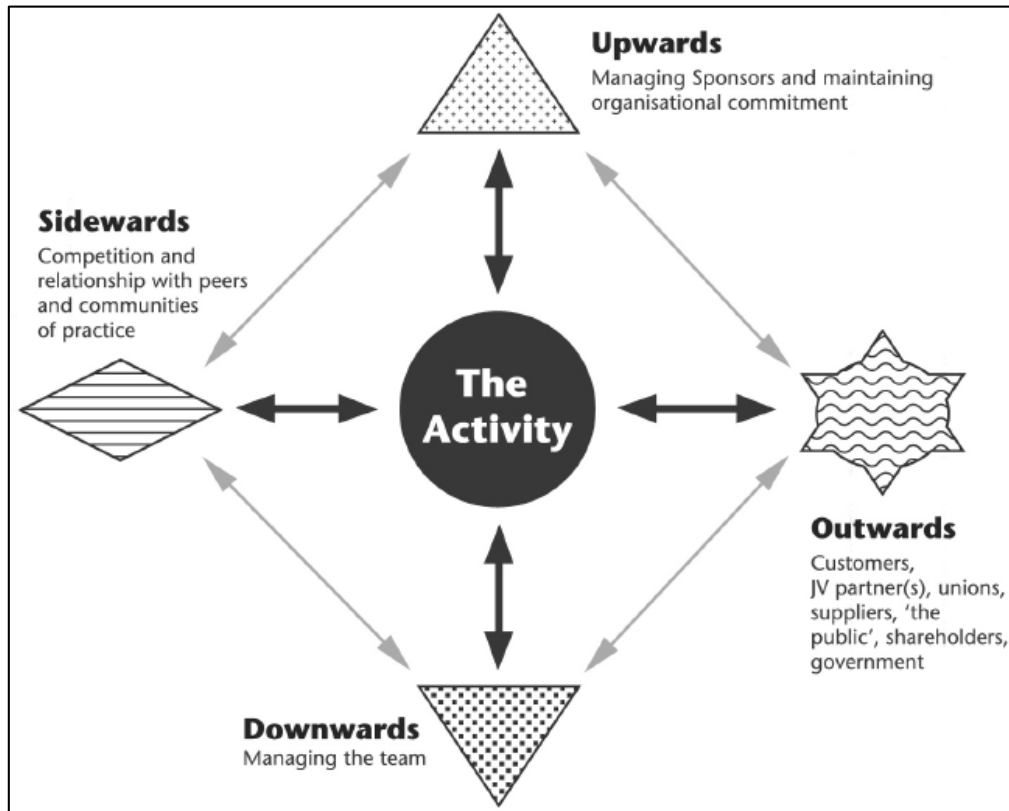 Upwards
Managing Sponsors and maintaining
organisational commitment
Sidewards
Competition and
relationship with peers
and communities
of practice
The
Activity
Outwards
Customers,
JV partner(s), unions,
suppliers, ‘the
public’, shareholders,
government
Downwards
Managing the team